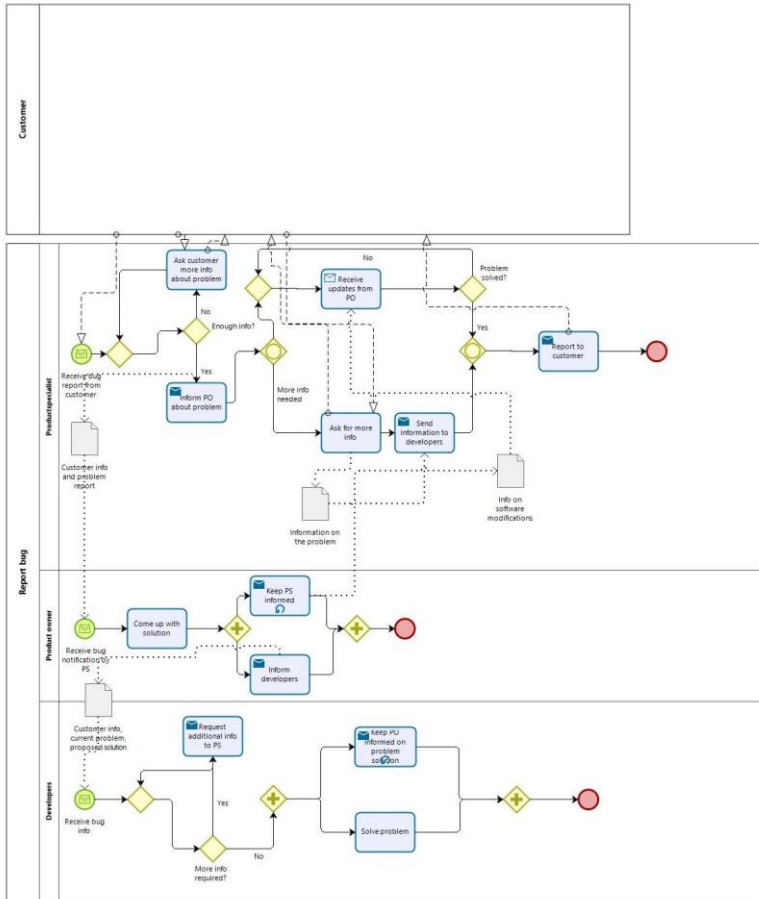 Customer
Report bug
Productspecialist
Ask customer
more info
about problem
No
Enough info?
Yes
Receive bug
report from
customer
Inform PO
about problem
Customer info
and problem
report
No
Receive
updates from
PO
Problem
solved?
Yes
More info
needed
Report to
customer
Ask for more
info
Send
information to
developers
Information on
the problem
Info on
software
modifications
Product owner
Receive bug
notification by
PS
Come up with
solution
Keep PS
informed
Inform
developers
Customer info,
current problem,
proposed solution
Developers
Receive bug
info
Request
additional info
to PS
Yes
No
More info
required?
Keep PO
informed on
problem
solution
Solve problem